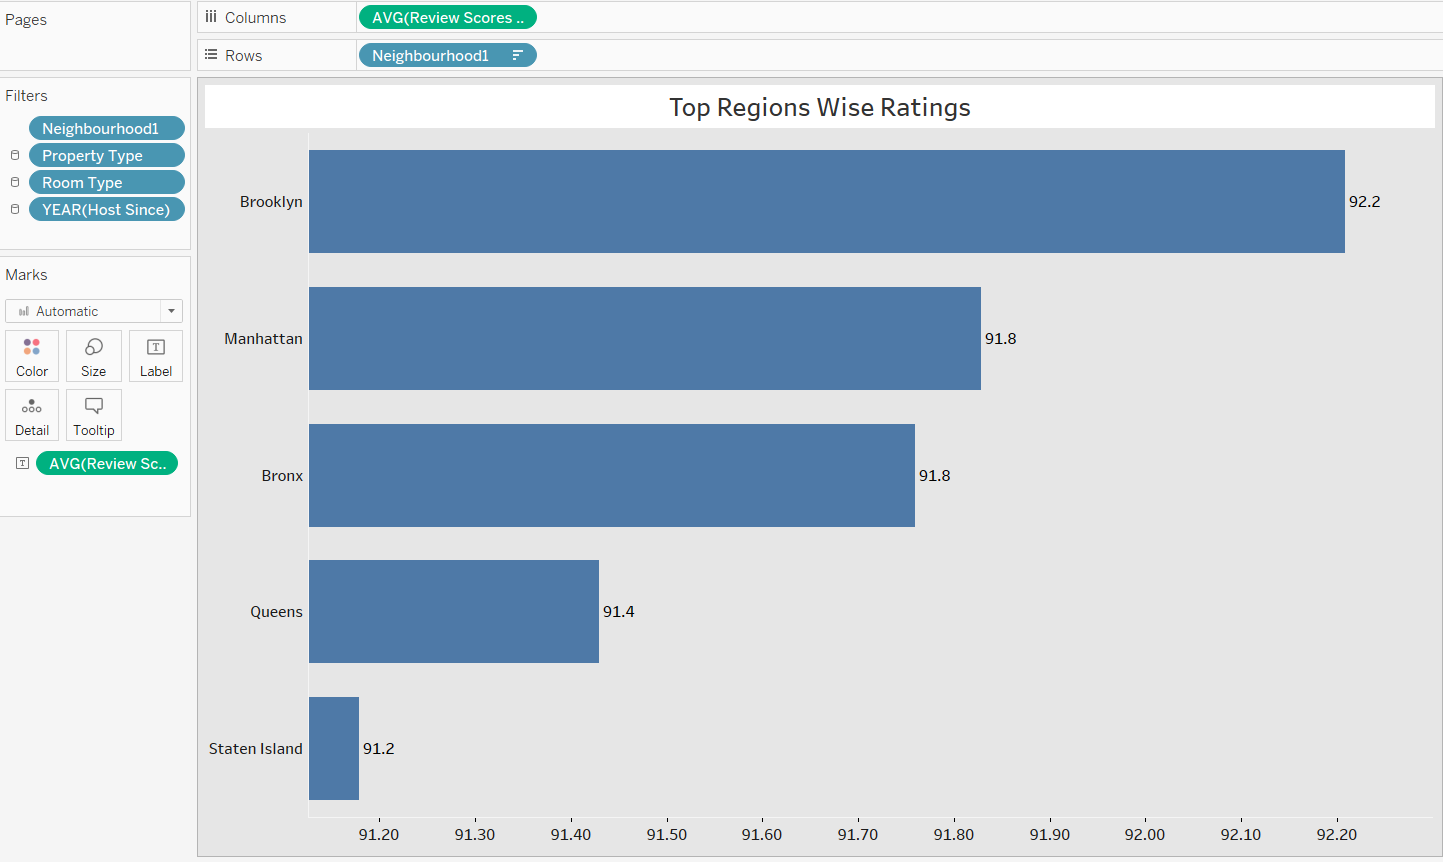 Pages
Columns
AVG(Review Scores ..
Rows
Neighbourhood1
Filters
Neighbourhood1
Property Type
Room Type
YEAR(Host Since)
Marks
Automatic
Color
Size
T
Label
Detail
Tooltip
T
AVG(Review Sc..
Top Regions Wise Ratings
Brooklyn
92.2
Manhattan
91.8
Bronx
91.8
Queens
91.4
Staten Island
91.2
91.20 91.30 91.40 91.50 91.60 91.70 91.80 91.90 92.00 92.10 92.20